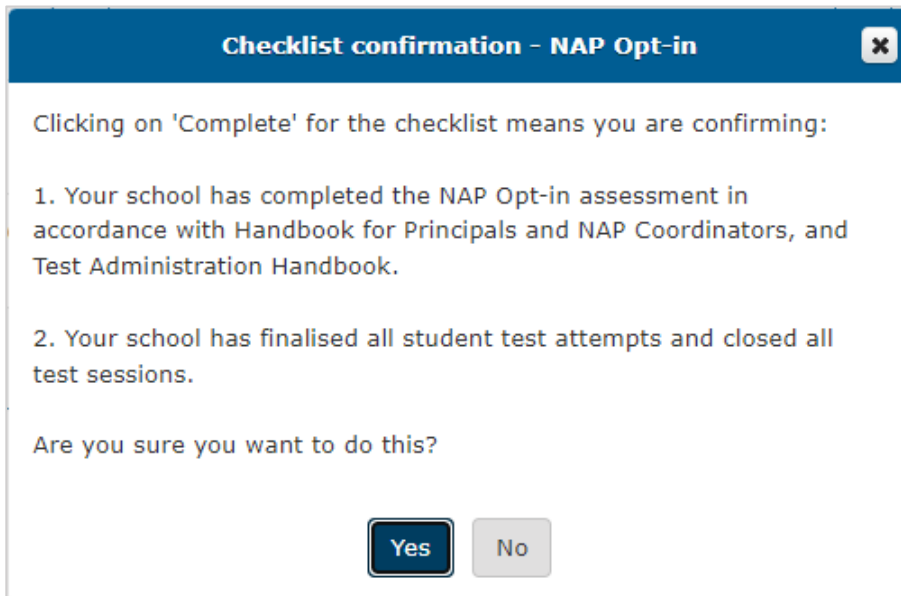 Checklist confirmation - NAP Opt-in
Clicking on 'Complete' for the checklist means you are confirming:
1. Your school has completed the NAP Opt-in assessment in
accordance with Handbook for Principals and NAP Coordinators, and
Test Administration Handbook.
2. Your school has finalised all student test attempts and closed all
test sessions.
Are you sure you want to do this?
Yes No